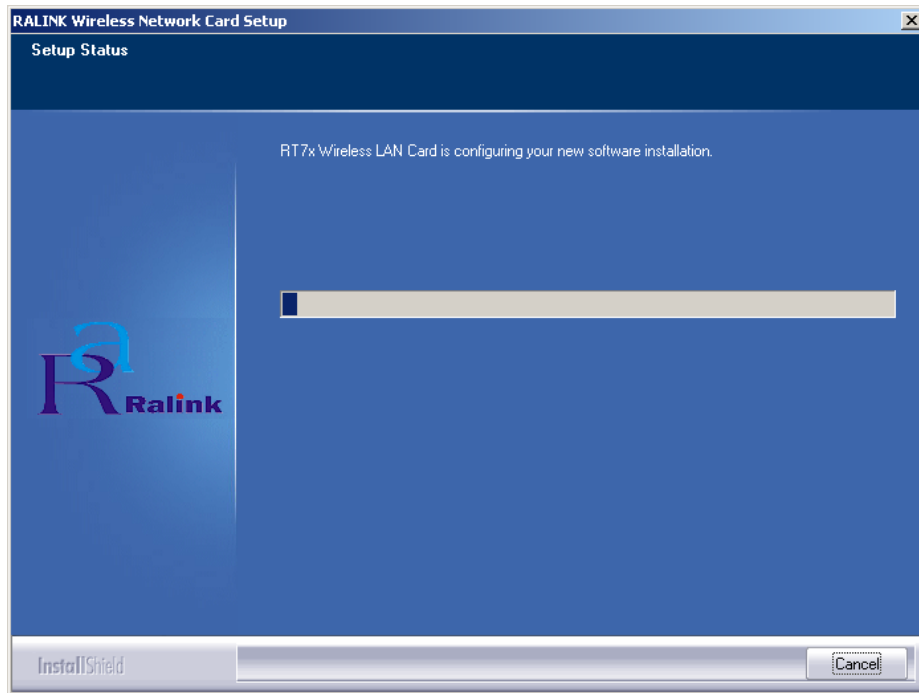 RALINK Wireless Network Card Setup
Setup Status
RT7x Wireless LAN Card is configuring your new software installation.
Ra
Ralink
InstallShield
Cancel